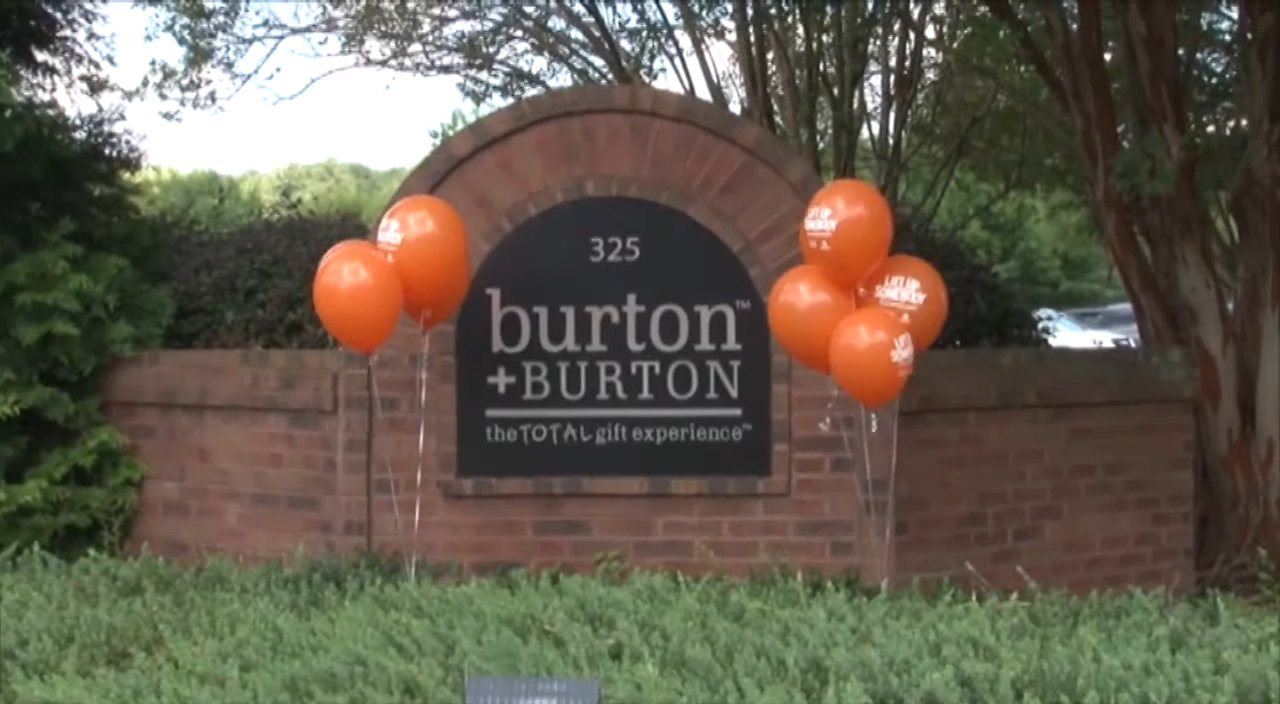 325
burton™
+BURTON
theTOTALgift experience™
LIFT UP
SOMEBODY
LIFT UP
SOMEBODY